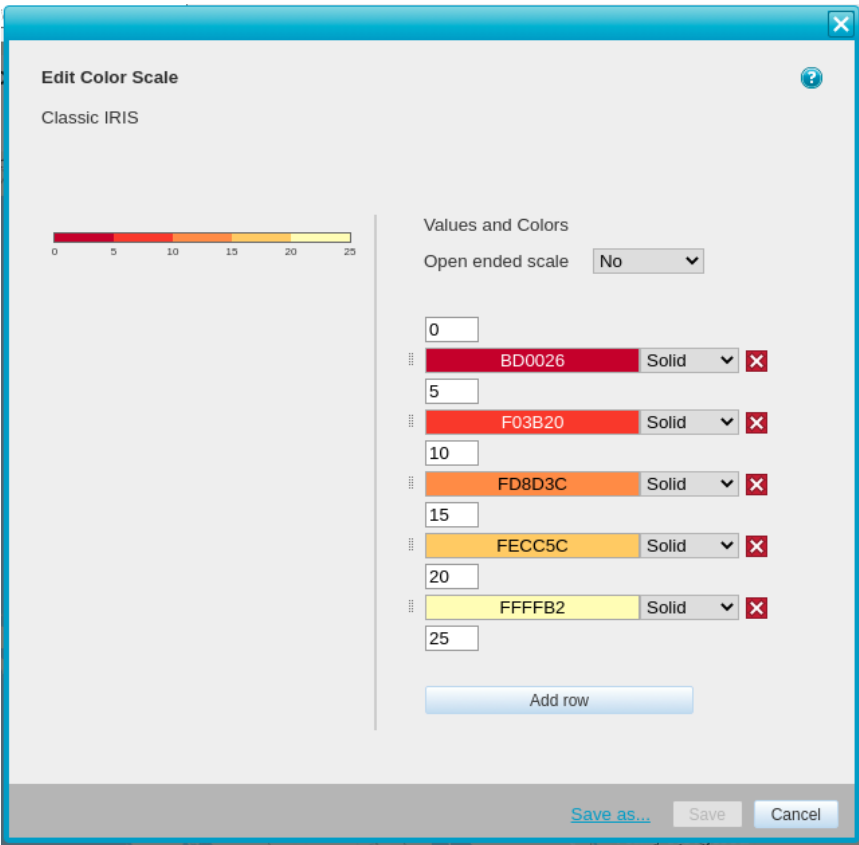 Edit Color Scale
?
Classic IRIS
0 5 10 15 20 25
Values and Colors
Open ended scale No
0
BD0026 Solid
5
F03B20 Solid
10
FD8D3C Solid
15
FECC5C Solid
20
FFFFB2 Solid
25
Add row
Save as... Save Cancel